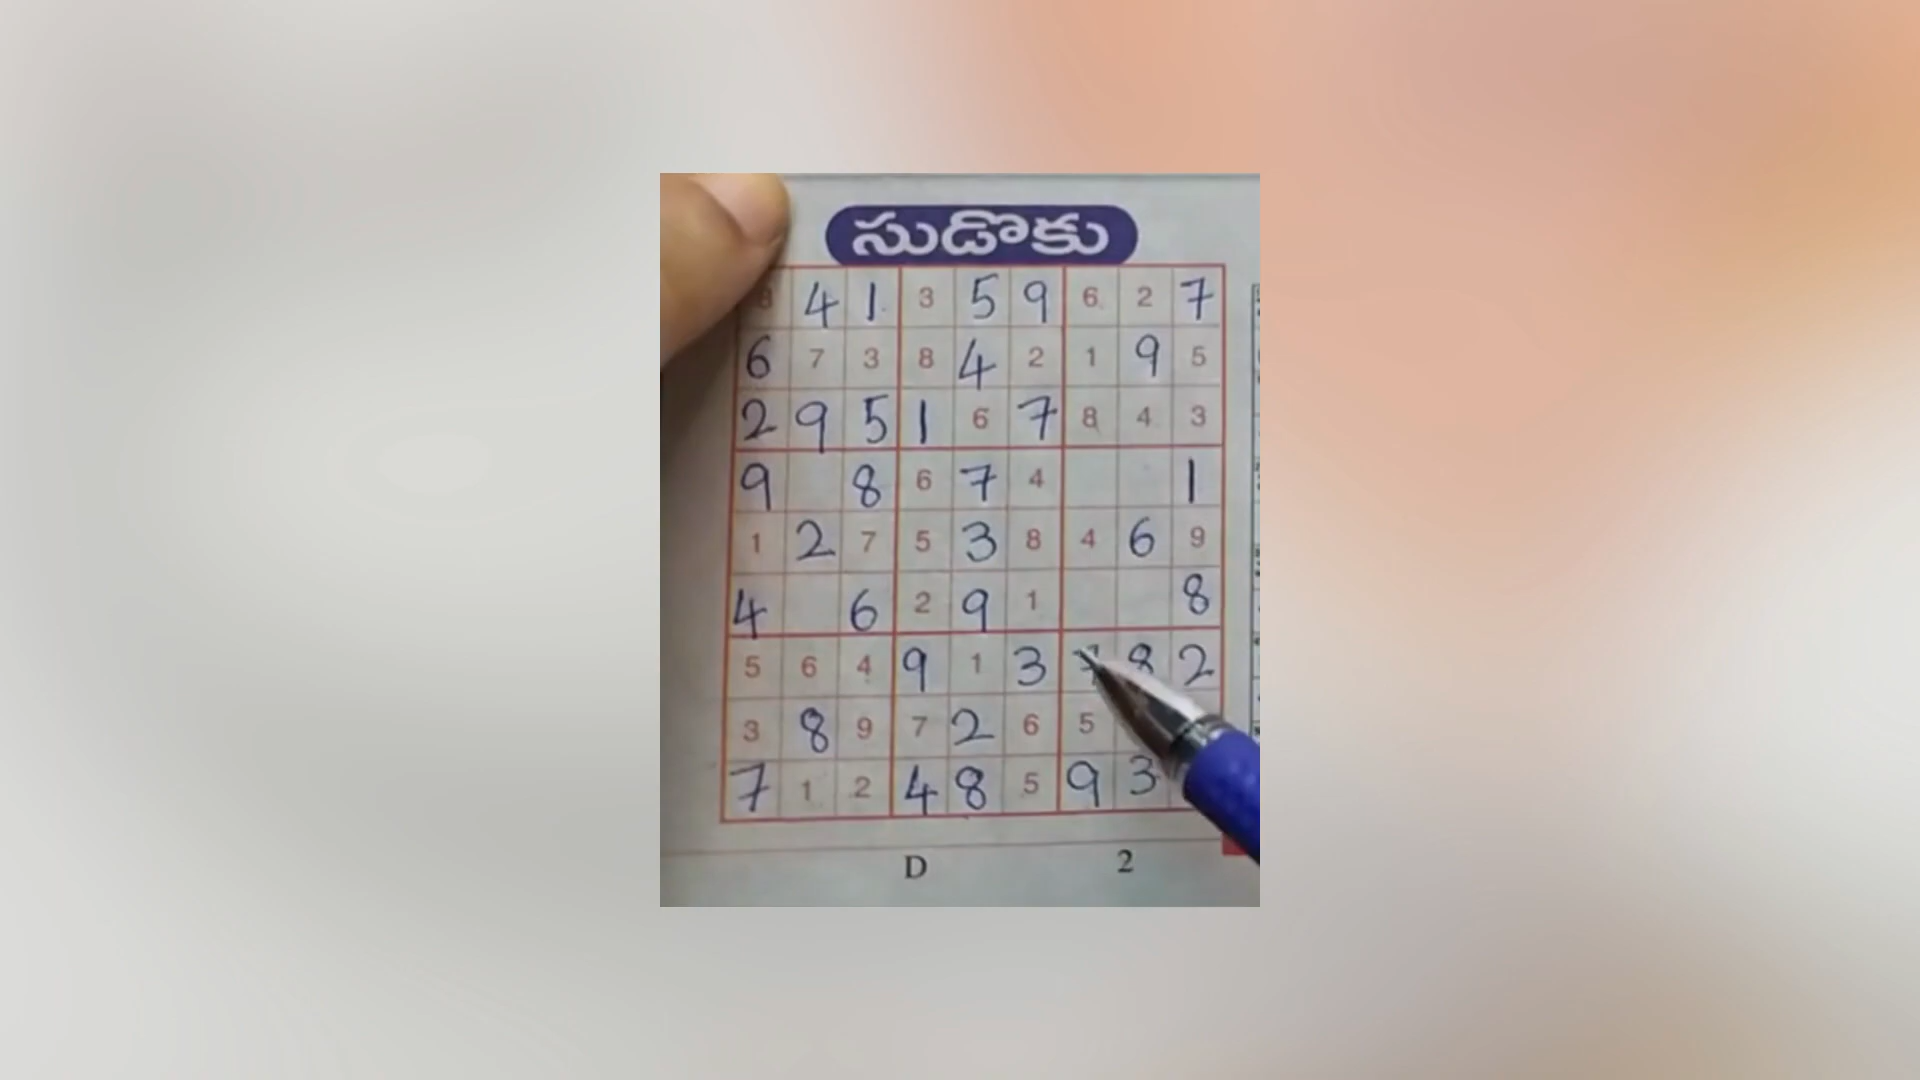 సుడొకు
8 4 1 3 5 9 6 2 7
6 7 3 8 4 2 1 9 5
2 9 5 1 6 7 8 4 3
9 8 6 7 4 1
1 2 7 5 3 8 4 6 9
4 6 2 9 1 8
5 6 4 9 1 3 7 8 2
3 8 9 7 2 6 5
7 1 2 4 8 5 9 3
D 2